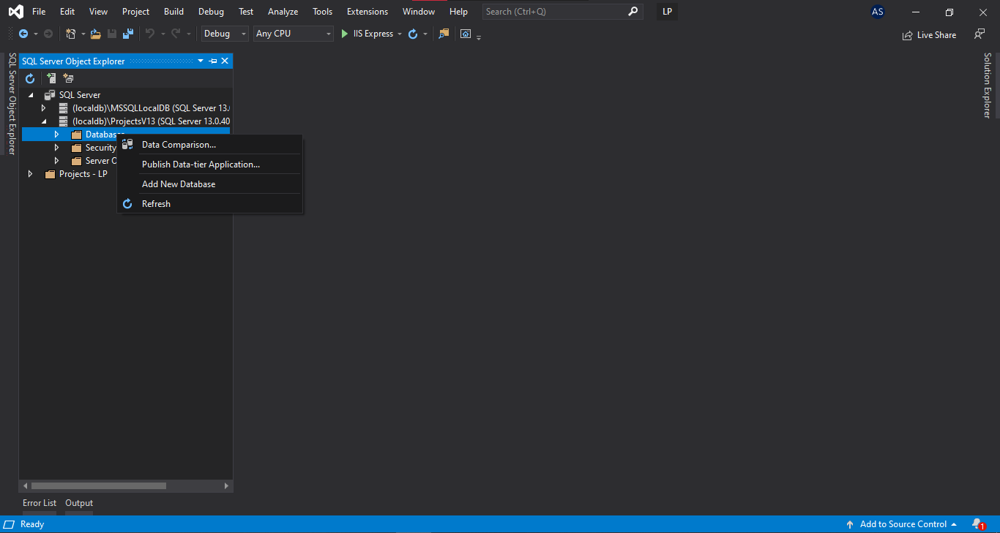 File Edit View Project Build Debug Test Analyze Tools Extensions Window Help Search (Ctrl+Q) LP AS
Debug Any CPU IIS Express Live Share
SQL Server Object Explorer
SQL Server Object Explorer
Solution Explorer
SQL Server
(localdb)\MSSQLLocalDB (SQL Server 13.
(localdb)\ProjectsV13 (SQL Server 13.0.40
Databases
Security
Server O
Projects - LP
Data Comparison...
Publish Data-tier Application...
Add New Database
Refresh
Error List Output
Ready Add to Source Control 1